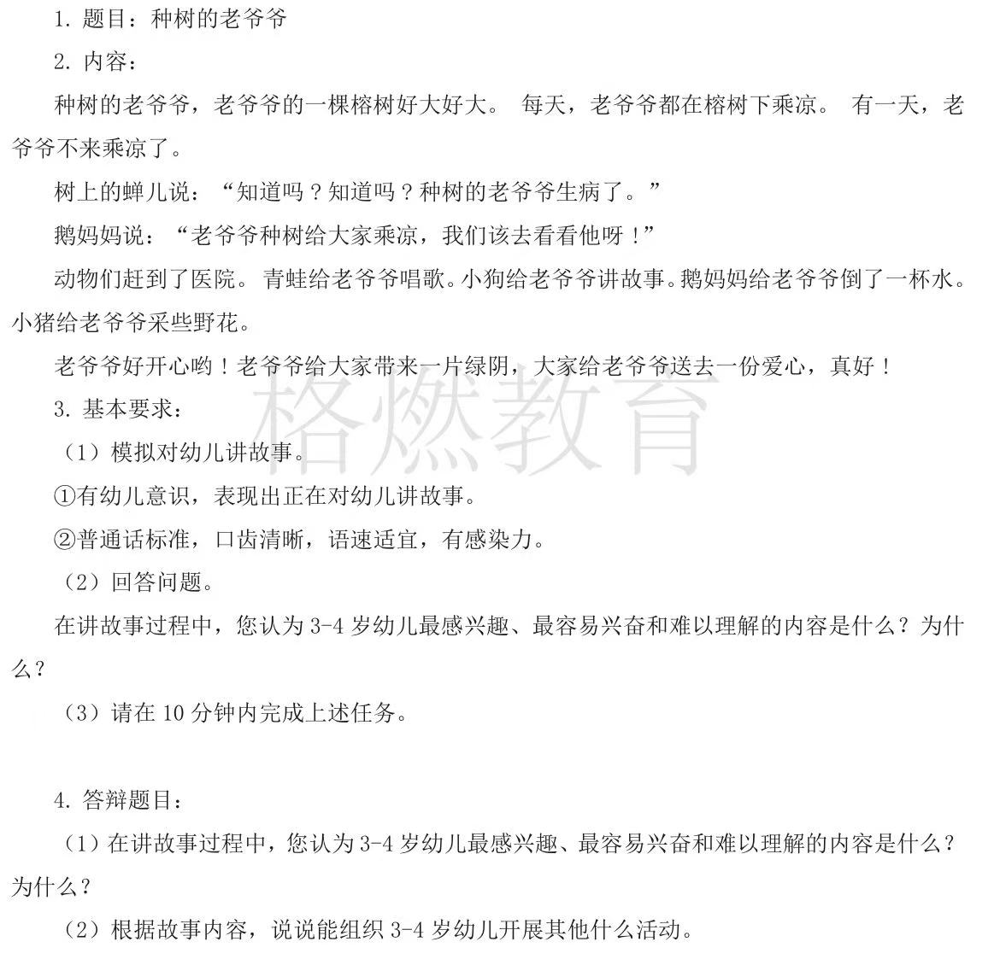 1. 题目：种树的老爷爷
2. 内容：
种树的老爷爷，老爷爷的一棵榕树好大好大。 每天，老爷爷都在榕树下乘凉。 有一天，老
爷爷不来乘凉了。
树上的蝉儿说：“知道吗？知道吗？种树的老爷爷生病了。”
鹅妈妈说：“老爷爷种树给大家乘凉，我们该去看看他呀！”
动物们赶到了医院。 青蛙给老爷爷唱歌。小狗给老爷爷讲故事。鹅妈妈给老爷爷倒了一杯水。
小猪给老爷爷采些野花。
老爷爷好开心哟！老爷爷给大家带来一片绿阴，大家给老爷爷送去一份爱心，真好！
格燃教育
3. 基本要求：
（1）模拟对幼儿讲故事。
①有幼儿意识，表现出正在对幼儿讲故事。
②普通话标准，口齿清晰，语速适宜，有感染力。
（2）回答问题。
在讲故事过程中，您认为 3-4 岁幼儿最感兴趣、最容易兴奋和难以理解的内容是什么？为什
么？
（3）请在 10 分钟内完成上述任务。
4. 答辩题目：
（1）在讲故事过程中，您认为 3-4 岁幼儿最感兴趣、最容易兴奋和难以理解的内容是什么？
为什么？
（2）根据故事内容，说说能组织 3-4 岁幼儿开展其他什么活动。